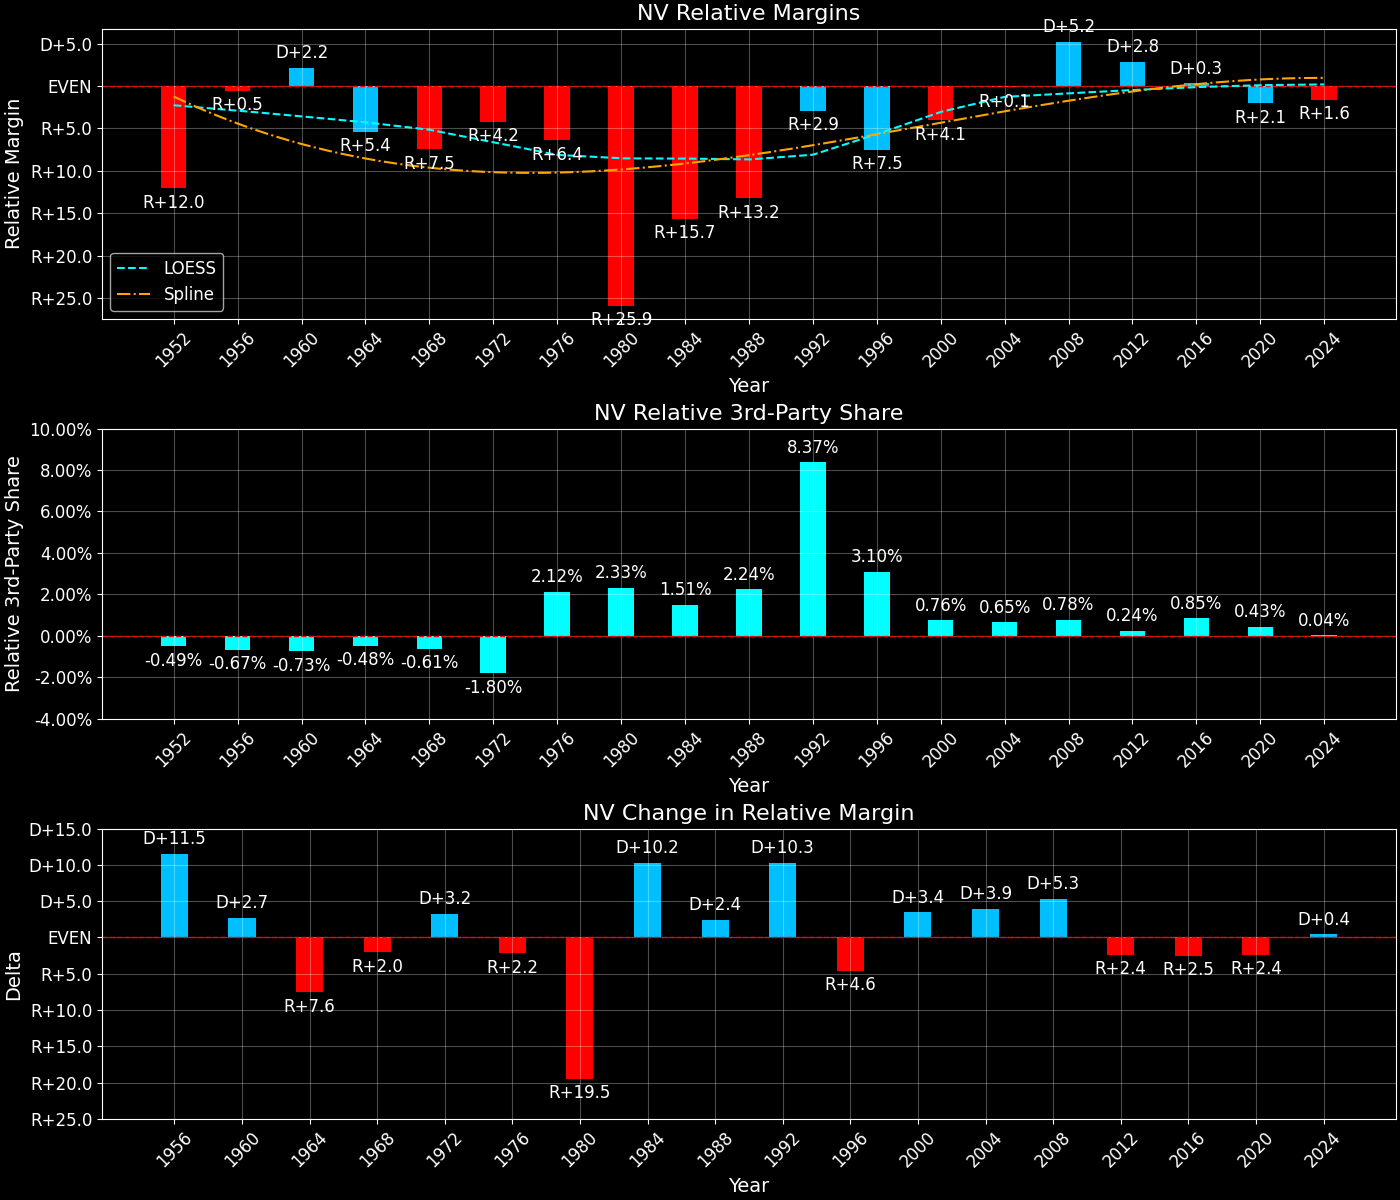 NV Relative Margins
Relative Margin
D+5.0
EVEN
R+5.0
R+10.0
R+15.0
R+20.0
R+25.0
R+12.0
R+0.5
D+2.2
R+5.4
R+7.5
R+4.2
R+6.4
R+25.9
R+15.7
R+13.2
R+2.9
R+7.5
R+4.1
R+0.1
D+5.2
D+2.8
D+0.3
R+2.1
R+1.6
LOESS
Spline
1952 1956 1960 1964 1968 1972 1976 1980 1984 1988 1992 1996 2000 2004 2008 2012 2016 2020 2024
Year
NV Relative 3rd-Party Share
Relative 3rd-Party Share
10.00%
8.00%
6.00%
4.00%
2.00%
0.00%
-2.00%
-4.00%
-0.49%
-0.67%
-0.73%
-0.48%
-0.61%
-1.80%
2.12%
2.33%
1.51%
2.24%
8.37%
3.10%
0.76%
0.65%
0.78%
0.24%
0.85%
0.43%
0.04%
1952 1956 1960 1964 1968 1972 1976 1980 1984 1988 1992 1996 2000 2004 2008 2012 2016 2020 2024
Year
NV Change in Relative Margin
Delta
D+15.0
D+10.0
D+5.0
EVEN
R+5.0
R+10.0
R+15.0
R+20.0
R+25.0
D+11.5
D+2.7
R+7.6
R+2.0
D+3.2
R+2.2
R+19.5
D+10.2
D+2.4
D+10.3
R+4.6
D+3.4
D+3.9
D+5.3
R+2.4
R+2.5
R+2.4
D+0.4
1956 1960 1964 1968 1972 1976 1980 1984 1988 1992 1996 2000 2004 2008 2012 2016 2020 2024
Year